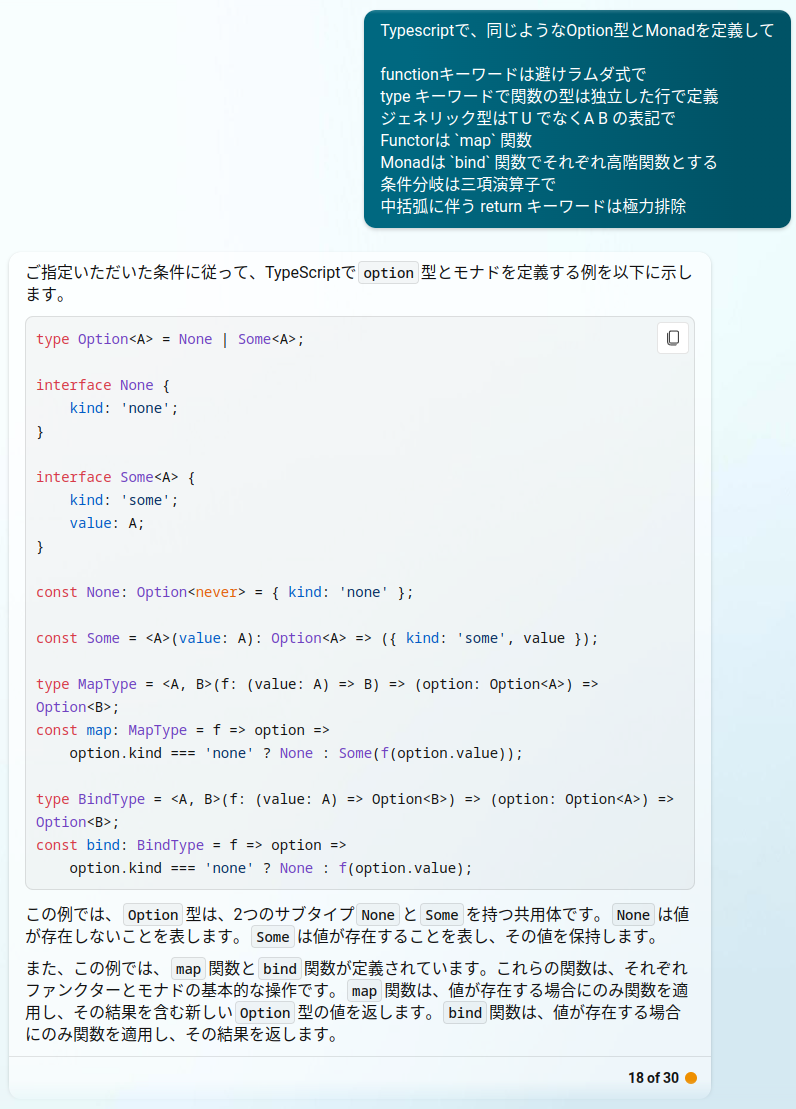 Typescriptで、同じようなOption型とMonadを定義して
functionキーワードは避けラムダ式で
type キーワードで関数の型は独立した行で定義
ジェネリック型はT U でなくA B の表記で
Functorは `map` 関数
Monadは `bind` 関数でそれぞれ高階関数とする
条件分岐は三項演算子で
中括弧に伴う return キーワードは極力排除
ご指定いただいた条件に従って、TypeScriptで option 型とモナドを定義する例を以下に示し
ます。
type Option<A> = None | Some<A>;
interface None {
    kind: 'none';
}
interface Some<A> {
    kind: 'some';
    value: A;
}
const None: Option<never> = { kind: 'none' };
const Some = <A>(value: A): Option<A> => ({ kind: 'some', value });
type MapType = <A, B>(f: (value: A) => B) => (option: Option<A>) =>
Option<B>;
const map: MapType = f => option =>
    option.kind === 'none' ? None : Some(f(option.value));
type BindType = <A, B>(f: (value: A) => Option<B>) => (option: Option<A>) =>
Option<B>;
const bind: BindType = f => option =>
    option.kind === 'none' ? None : f(option.value);
この例では、 Option 型は、2つのサブタイプ None と Some を持つ共用体です。 None は値
が存在しないことを表します。 Some は値が存在することを表し、その値を保持します。
また、この例では、 map 関数と bind 関数が定義されています。これらの関数は、それぞれ
ファンクターとモナドの基本的な操作です。 map 関数は、値が存在する場合にのみ関数を適
用し、その結果を含む新しい Option 型の値を返します。 bind 関数は、値が存在する場合
にのみ関数を適用し、その結果を返します。
18 of 30